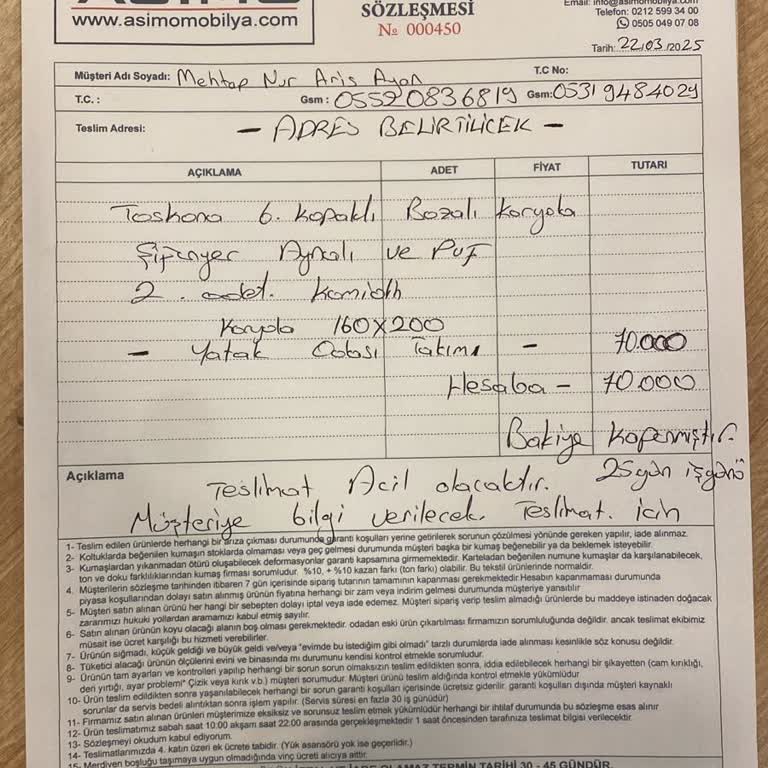 www.asimomobilya.com
SÖZLEŞMESİ
№ 000450
Telefon: 0212 599 34 00
0505 049 07 08
Tarih: 22.03.2025
Müşteri Adı Soyadı: Mehtap Nur Arış Ayan T.C No:
T.C. : Gsm : 05520836819 Gsm: 0531 9484029
Teslim Adresi: - ADRES BELİRTİLİCEK -
AÇIKLAMA ADET FİYAT TUTARI
Toskana 6. Kapaklı Bazalı Karyola
Şifonyer Aynalı ve Puf
2. adet. Komidin
Karyola 160x200
- Yatak Odası Takımı - 70.000
Hesaba - 70.000
Bakiye Kapanmıştır.
Açıklama
Teslimat Acil olacaktır. 25 gün işgünü
Müşteriye bilgi verilecek. Teslimat. için
1- Teslim edilen ürünlerde herhangi bir arıza çıkması durumunda garanti koşulları yerine getirilerek sorunun çözülmesi yönünde gereken yapılır, iade alınmaz.
2- Koltuklarda beğenilen kumaşın stoklarda olmaması veya geç gelmesi durumunda müşteri başka bir kumaş beğenebilir ya da beklemek isteyebilir.
3- Kumaşlardan yıkanmadan ötürü oluşabilecek deformasyonlar garanti kapsamına girmemektedir. Karteladan beğenilen numune kumaşlar da karşılanabilecek,
ton ve doku farklılıklarından kumaş firması sorumludur. %10, + %10 kazan farkı (ton farkı) olabilir. Bu tekstil ürünlerinde normaldir.
4. Müşterilerin sözleşme tarihinden itibaren 7 gün içerisinde sipariş tutarının tamamının kapanması gerekmektedir.Hesabın kapanmaması durumunda
piyasa koşullarından dolayı satın alınmış ürünün fiyatına herhangi bir zam veya indirim gelmesi durumunda müşteriye yansıtılır
5- Müşteri satın alınan ürünü her hangi bir sebepten dolayı iptal veya iade edemez. Müşteri sipariş verip teslim almadığı ürünlerde bu maddeye istinaden doğacak
zararımızı hukuki yollardan aramamızı kabul etmiş sayılır.
6- Satın alınan ürünün koyu olacağı alanın boş olması gerekmektedir. odadan eski ürün çıkartılması firmamızın sorumluluğunda değildir. ancak teslimat ekibimiz
müsait ise ücret karşılığı bu hizmeti verebilirler.
7- Ürünün sığmadı, küçük geldiği ve büyük geldi ve/veya "evimde bu istediğim gibi olmadı" tarzlı durumlarda iade alınması kesinlikle söz konusu değildir.
8- Tüketici alacağı ürünün ölçülerini evini ve binasında mı durumunu kendisi kontrol etmekle sorumludur.
9- Ürünün tam ayarları ve kontrolleri yapılıp herhangi bir sorun olmaksızın teslim edildikten sonra, iddia edilebilecek herhangi bir şikayetten (cam kırıklığı,
deri yırtığı, ayar problemi" Çizik veya kırık v.b.) müşteri sorumludur. Müşteri ürünü teslim aldığında kontrol etmekle yükümlüdür
10- Ürün teslim edildikten sonra yaşanılabilecek herhangi bir sorun garanti koşulları içerisinde ücretsiz giderilir. garanti koşulları dışında müşteri kaynaklı
sorunlar da servis bedeli alındıktan sonra işlem yapılır. (Servis süresi en fazla 30 iş günüdür)
11- Firmamız satın alınan ürünleri müşterimize eksiksiz ve sorunsuz teslim etmek yükümlüdür herhangi bir ihtilaf durumunda bu sözleşme esas alınır
12- Ürün teslimatımız sabah saat 10.00 akşam saat 22.00 arasında gerçekleşmektedir 1 saat öncesinden tarafınıza teslimat bilgisi verilecektir.
13- Sözleşmeyi okudum kabul ediyorum.
14- Teslimatlarımızda 4. katın üzeri ek ücrete tabidir. (Yük asansörü yok ise geçerlidir.)
15- Merdiven boşluğu taşımaya uygun olmadığında vinç ücreti alıcıya aittir.
TERMİN TARİHİ 30 - 45 GÜNDÜR.